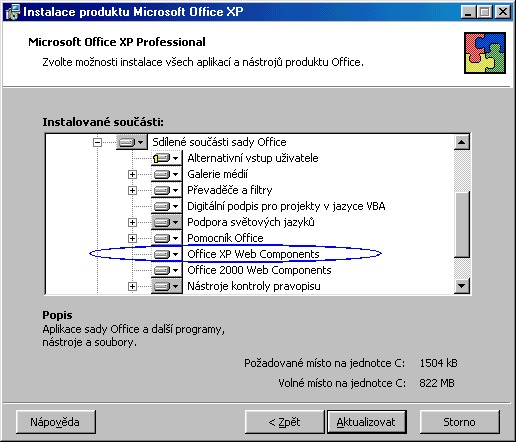 Instalace produktu Microsoft Office XP
Microsoft Office XP Professional
Zvolte možnosti instalace všech aplikací a nástrojů produktu Office.
Instalované součásti:
Sdílené součásti sady Office
Alternativní vstup uživatele
Galerie médií
Převaděče a filtry
Digitální podpis pro projekty v jazyce VBA
Podpora světových jazyků
Pomocník Office
Office XP Web Components
Office 2000 Web Components
Nástroje kontroly pravopisu
Popis
Aplikace sady Office a další programy,
nástroje a soubory.
Požadované místo na jednotce C: 1504 kB
Volné místo na jednotce C: 822 MB
Nápověda < Zpět Aktualizovat Storno